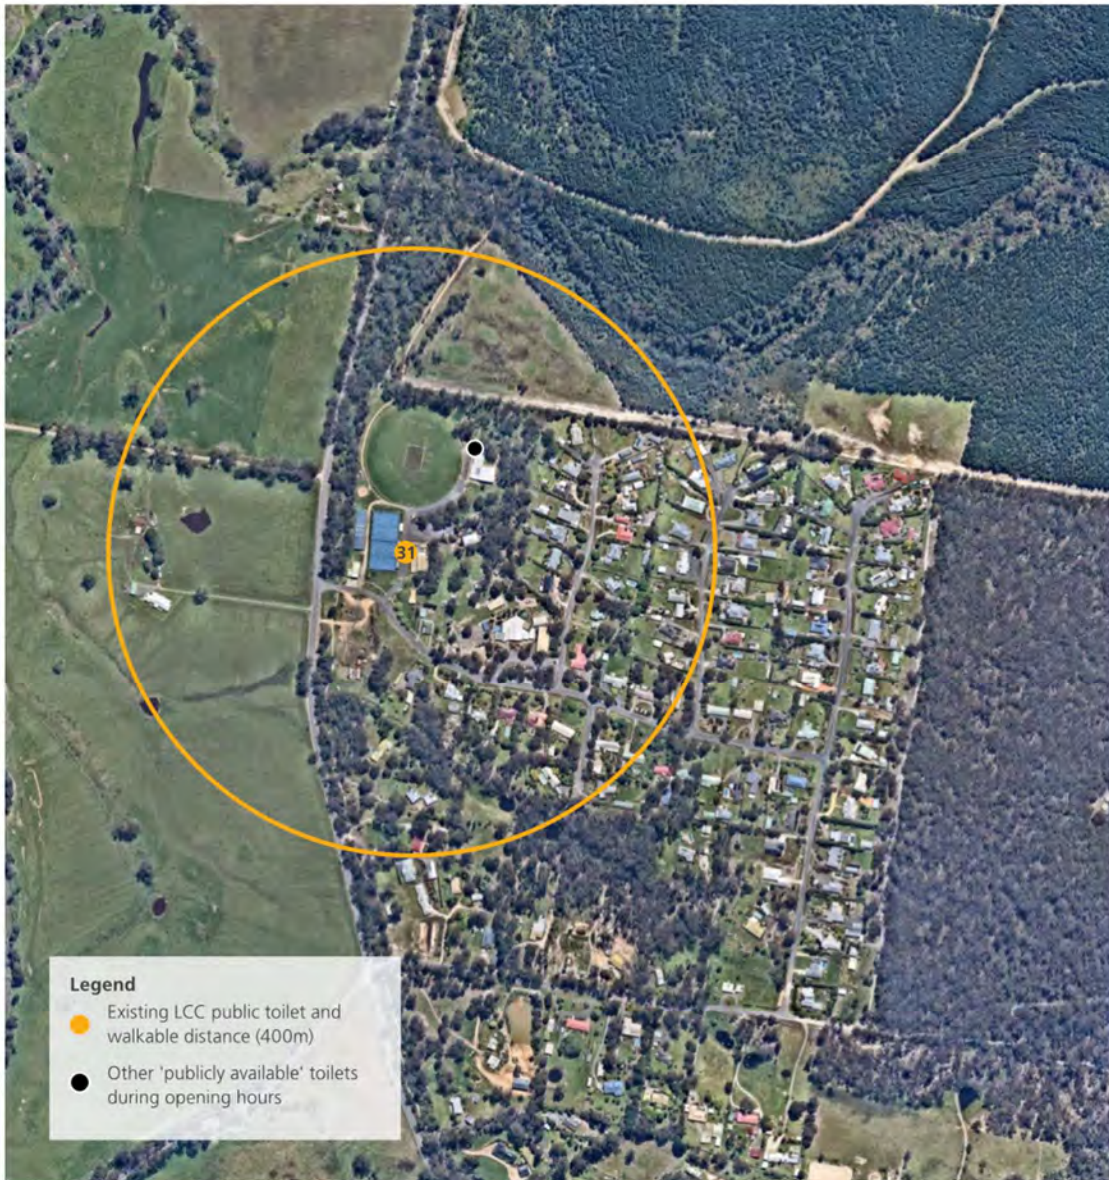 31
Legend
Existing LCC public toilet and
walkable distance (400m)
Other 'publicly available' toilets
during opening hours